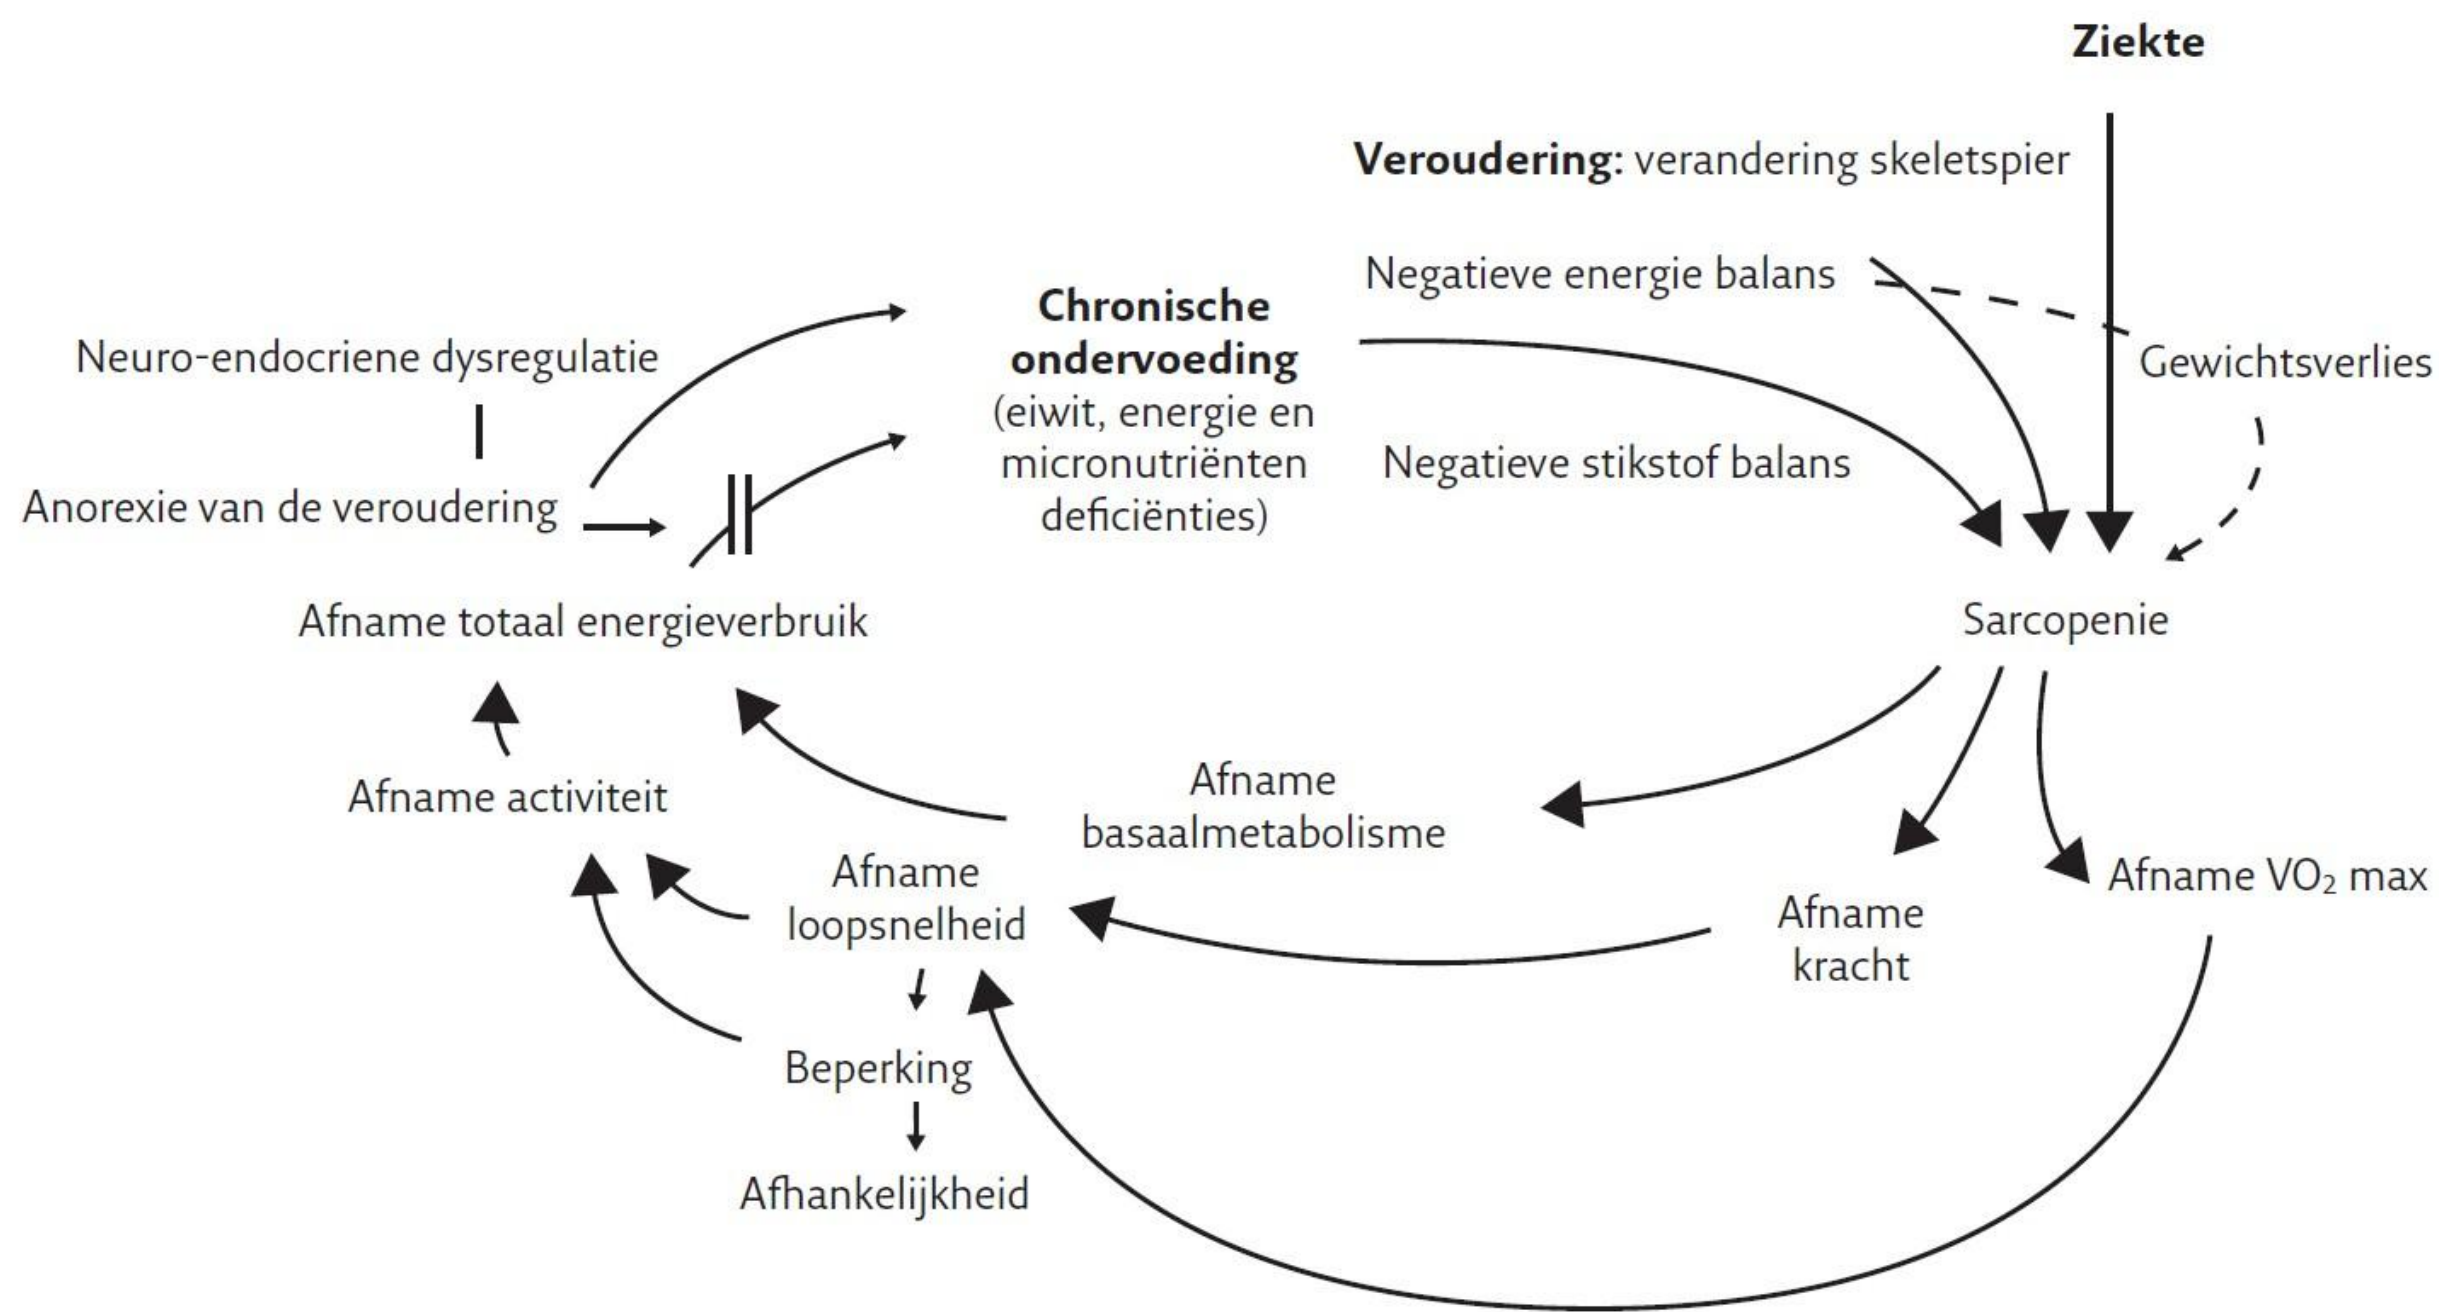 Ziekte
Veroudering: verandering skeletspier
Negatieve energie balans
Chronische
ondervoeding
(eiwit, energie en
micronutriënten
deficiënties)
Neuro-endocriene dysregulatie
Gewichtsverlies
Negatieve stikstof balans
Anorexie van de veroudering
Afname totaal energieverbruik
Sarcopenie
Afname activiteit
Afname
basaalmetabolisme
Afname
loopsnelheid
Afname VO₂ max
Afname
kracht
Beperking
Afhankelijkheid